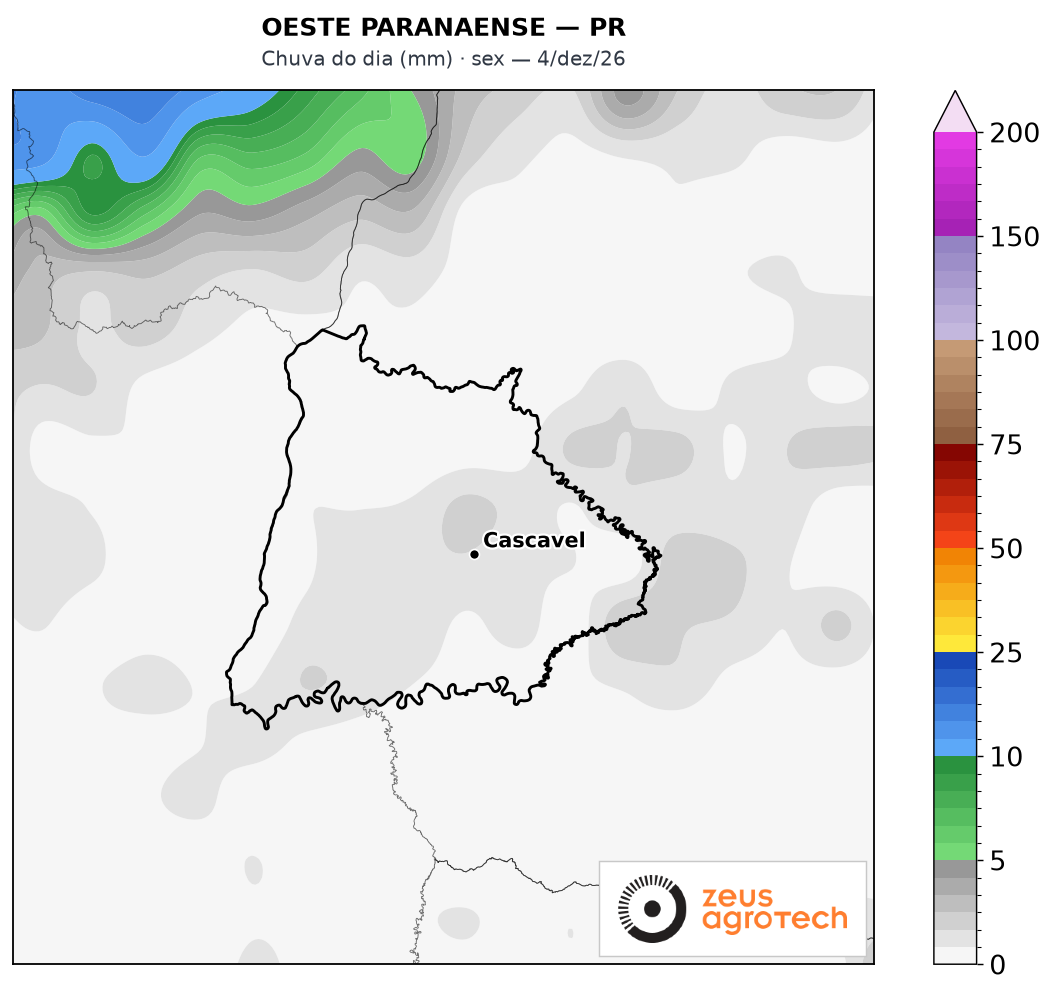 OESTE PARANAENSE — PR
Chuva do dia (mm) · sex — 4/dez/26
200
150
100
75
50
25
10
5
0
Cascavel
zeus
agrotech